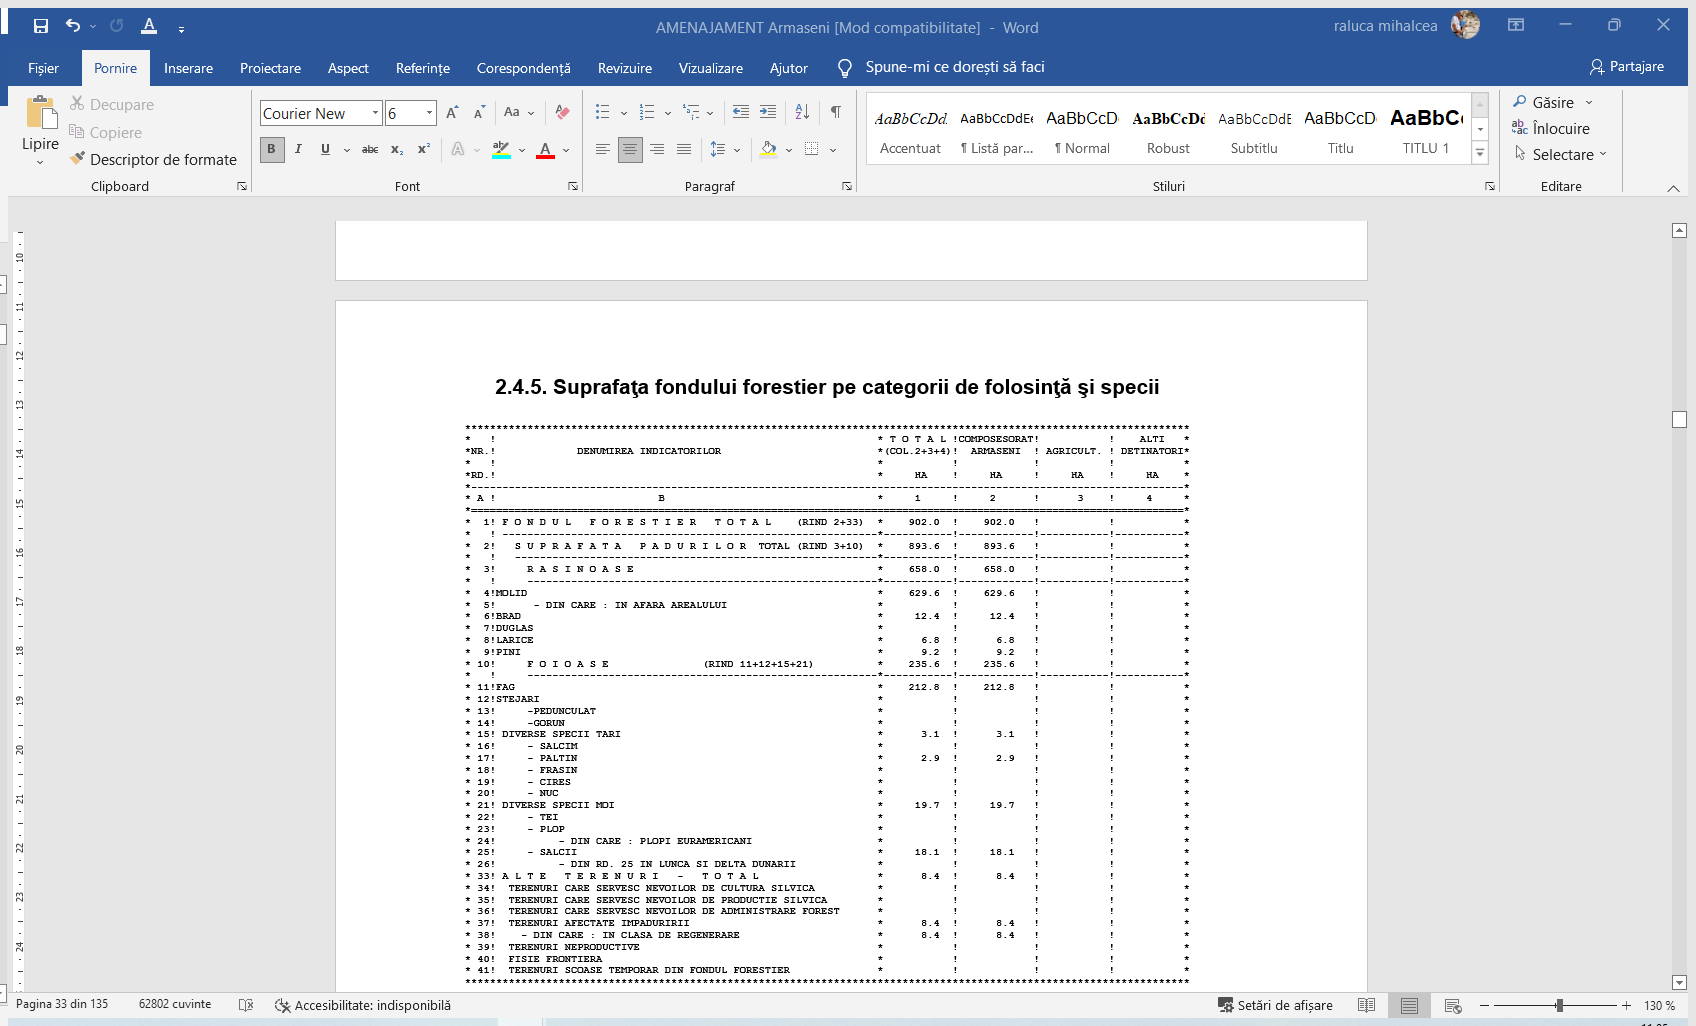 AMENAJAMENT Armaseni [Mod compatibilitate] - Word
raluca mihalcea
Fișier Pornire Inserare Proiectare Aspect Referințe Corespondență Revizuire Vizualizare Ajutor Spune-mi ce dorești să faci Partajare
Lipire
Decupare
Copiere
Descriptor de formate
Clipboard
Courier New 6
Font
Paragraf
AaBbCcDd. AaBbCcDdEe AaBbCcD AaBbCcDd AaBbCcDdE AaBbCcD AaBbCc
Accentuat ¶ Listă par... ¶ Normal Robust Subtitlu Titlu TITLU 1
Stiluri
Găsire
Înlocuire
Selectare
Editare
2.4.5. Suprafaţa fondului forestier pe categorii de folosinţă şi specii
********************************************************************************************************************
* ! * T O T A L !COMPOSESORAT! ! ALTI *
*NR.! DENUMIREA INDICATORILOR *(COL.2+3+4)! ARMASENI ! AGRICULT. ! DETINATORI*
* ! * ! ! ! *
*RD.! * HA ! HA ! HA ! HA *
*------------------------------------------------------------------------------------------------------------------*
* A ! B * 1 ! 2 ! 3 ! 4 *
*==================================================================================================================*
* 1! F O N D U L F O R E S T I E R T O T A L (RIND 2+33) * 902.0 ! 902.0 ! ! *
* ! ------------------------------------------------------------*-----------!------------!-----------!-----------*
* 2! S U P R A F A T A P A D U R I L O R TOTAL (RIND 3+10) * 893.6 ! 893.6 ! ! *
* ! ----------------------------------------------------------*-----------!------------!-----------!-----------*
* 3! R A S I N O A S E * 658.0 ! 658.0 ! ! *
* ! --------------------------------------------------------*-----------!------------!-----------!-----------*
* 4!MOLID * 629.6 ! 629.6 ! ! *
* 5! - DIN CARE : IN AFARA AREALULUI * ! ! ! *
* 6!BRAD * 12.4 ! 12.4 ! ! *
* 7!DUGLAS * ! ! ! *
* 8!LARICE * 6.8 ! 6.8 ! ! *
* 9!PINI * 9.2 ! 9.2 ! ! *
* 10! F O I O A S E (RIND 11+12+15+21) * 235.6 ! 235.6 ! ! *
* ! --------------------------------------------------------*-----------!------------!-----------!-----------*
* 11!FAG * 212.8 ! 212.8 ! ! *
* 12!STEJARI * ! ! ! *
* 13! -PEDUNCULAT * ! ! ! *
* 14! -GORUN * ! ! ! *
* 15! DIVERSE SPECII TARI * 3.1 ! 3.1 ! ! *
* 16! - SALCIM * ! ! ! *
* 17! - PALTIN * 2.9 ! 2.9 ! ! *
* 18! - FRASIN * ! ! ! *
* 19! - CIRES * ! ! ! *
* 20! - NUC * ! ! ! *
* 21! DIVERSE SPECII MOI * 19.7 ! 19.7 ! ! *
* 22! - TEI * ! ! ! *
* 23! - PLOP * ! ! ! *
* 24! - DIN CARE : PLOPI EURAMERICANI * ! ! ! *
* 25! - SALCII * 18.1 ! 18.1 ! ! *
* 26! - DIN RD. 25 IN LUNCA SI DELTA DUNARII * ! ! ! *
* 33! A L T E T E R E N U R I - T O T A L * 8.4 ! 8.4 ! ! *
* 34! TERENURI CARE SERVESC NEVOILOR DE CULTURA SILVICA * ! ! ! *
* 35! TERENURI CARE SERVESC NEVOILOR DE PRODUCTIE SILVICA * ! ! ! *
* 36! TERENURI CARE SERVESC NEVOILOR DE ADMINISTRARE FOREST * ! ! ! *
* 37! TERENURI AFECTATE IMPADURIRII * 8.4 ! 8.4 ! ! *
* 38! - DIN CARE : IN CLASA DE REGENERARE * 8.4 ! 8.4 ! ! *
* 39! TERENURI NEPRODUCTIVE * ! ! ! *
* 40! FISIE FRONTIERA * ! ! ! *
* 41! TERENURI SCOASE TEMPORAR DIN FONDUL FORESTIER * ! ! ! *
********************************************************************************************************************
Pagina 33 din 135 62802 cuvinte Accesibilitate: indisponibilă Setări de afișare 130 %